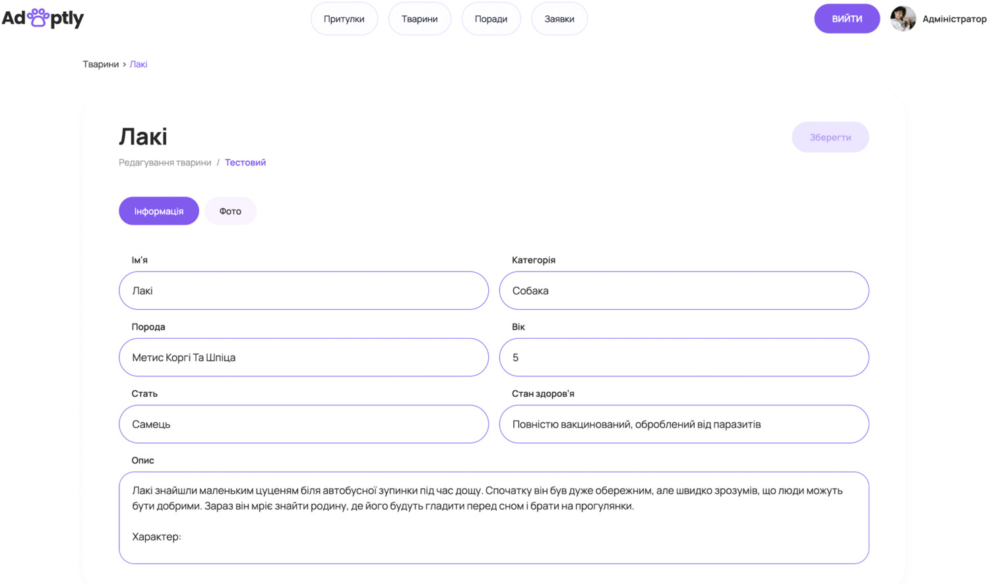 Adoptly
Притулки
Тварини
Поради
Заявки
ВИЙТИ
Адміністратор
Тварини › Лакі
Лакі
Зберегти
Редагування тварини / Тестовий
Інформація
Фото
Ім'я
Категорія
Лакі
Собака
Порода
Вік
Метис Коргі Та Шпіца
5
Стать
Стан здоров'я
Самець
Повністю вакцинований, оброблений від паразитів
Опис
Лакі знайшли маленьким цуценям біля автобусної зупинки під час дощу. Спочатку він був дуже обережним, але швидко зрозумів, що люди можуть
бути добрими. Зараз він мріє знайти родину, де його будуть гладити перед сном і брати на прогулянки.
Характер: